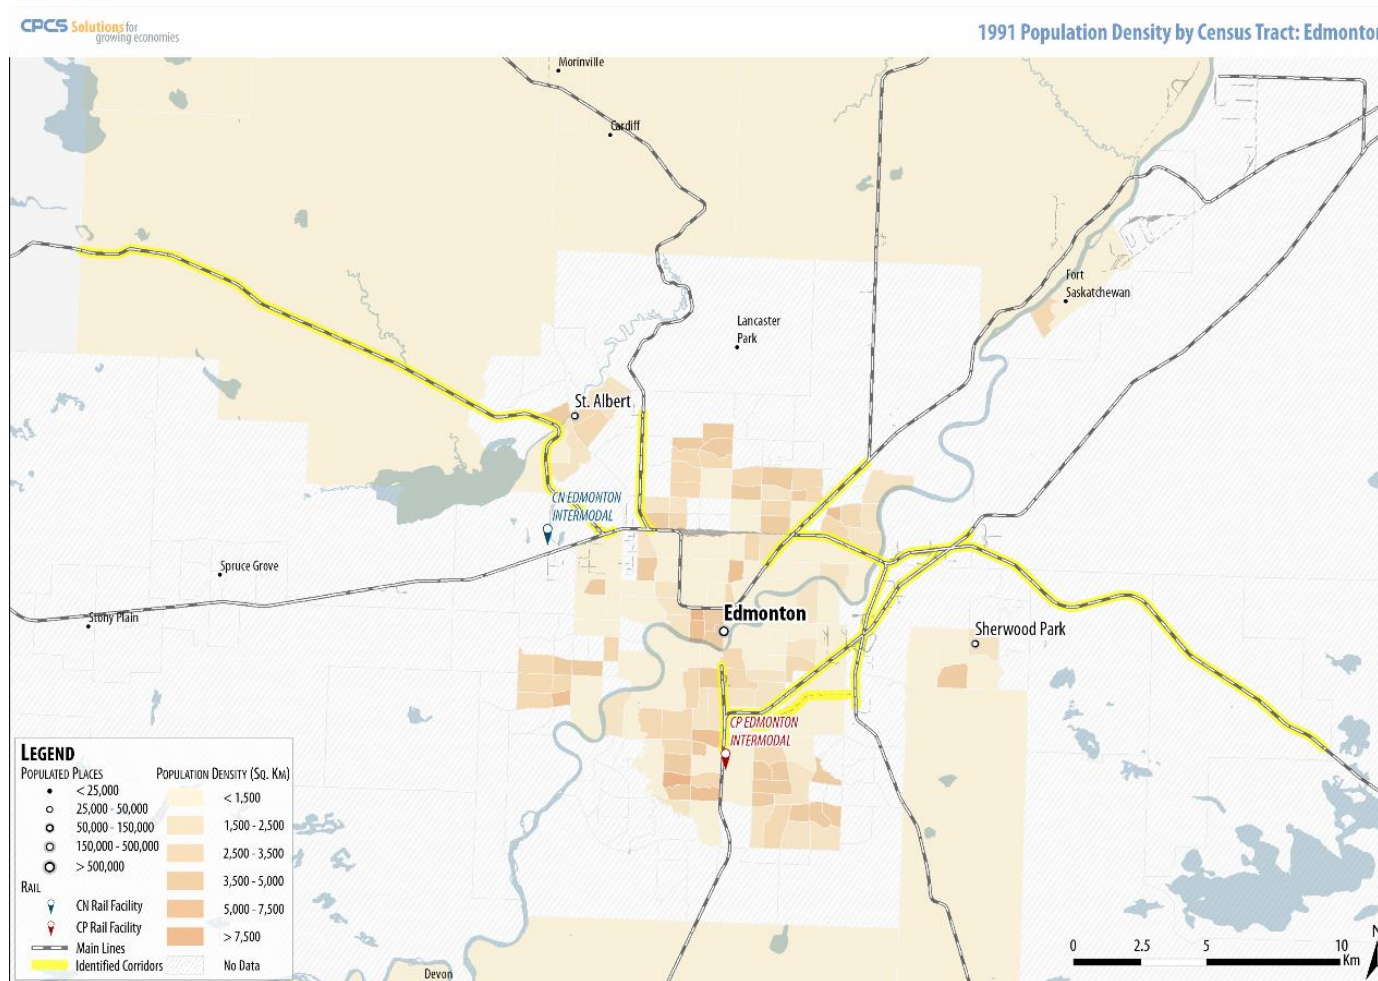 CPCS Solutions for
growing economies
1991 Population Density by Census Tract: Edmonton
Morinville
Cardiff
Fort
Saskatchewan
Lancaster
Park
St. Albert
CN EDMONTON
INTERMODAL
Spruce Grove
Stony Plain
Edmonton
Sherwood Park
CP EDMONTON
INTERMODAL
Devon
LEGEND
POPULATED PLACES
< 25,000
25,000 - 50,000
50,000 - 150,000
150,000 - 500,000
> 500,000
RAIL
CN Rail Facility
CP Rail Facility
Main Lines
Identified Corridors
POPULATION DENSITY (SQ. KM)
< 1,500
1,500 - 2,500
2,500 - 3,500
3,500 - 5,000
5,000 - 7,500
> 7,500
No Data
0 2.5 5 10
Km
N